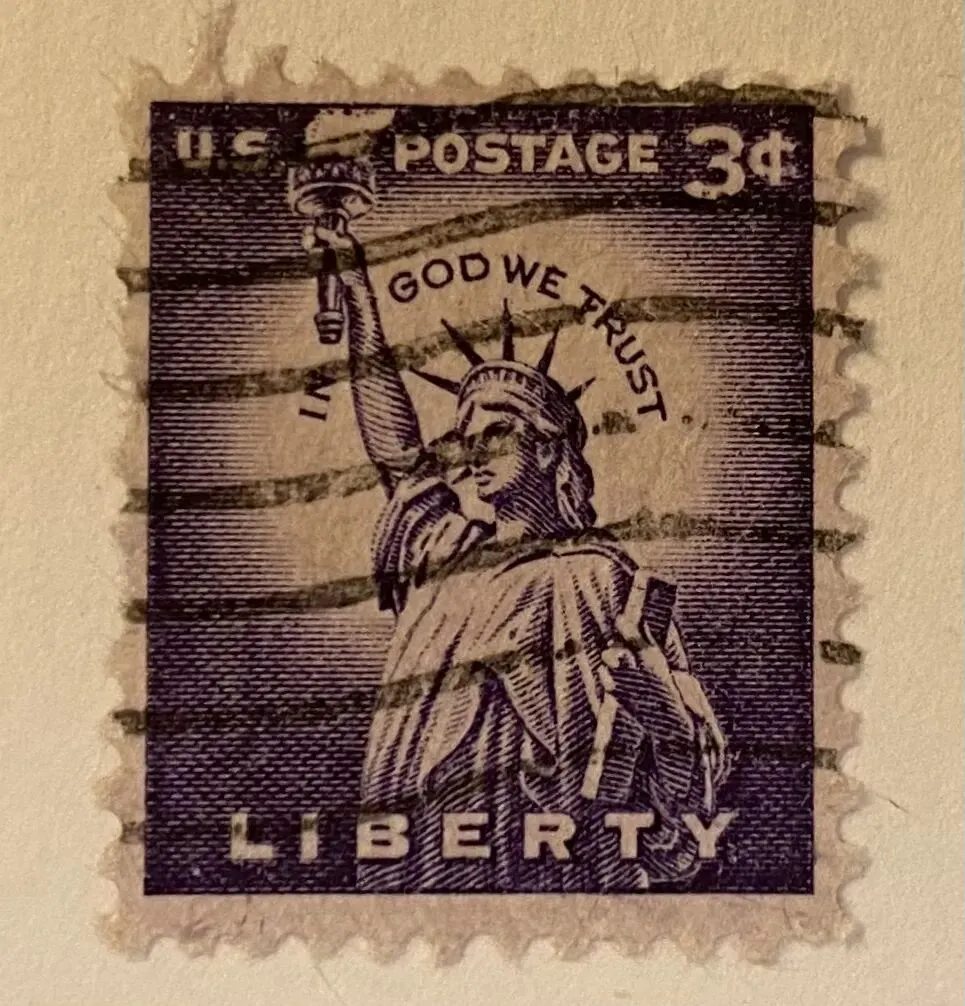 U.S. POSTAGE 3¢
IN GOD WE TRUST
LIBERTY